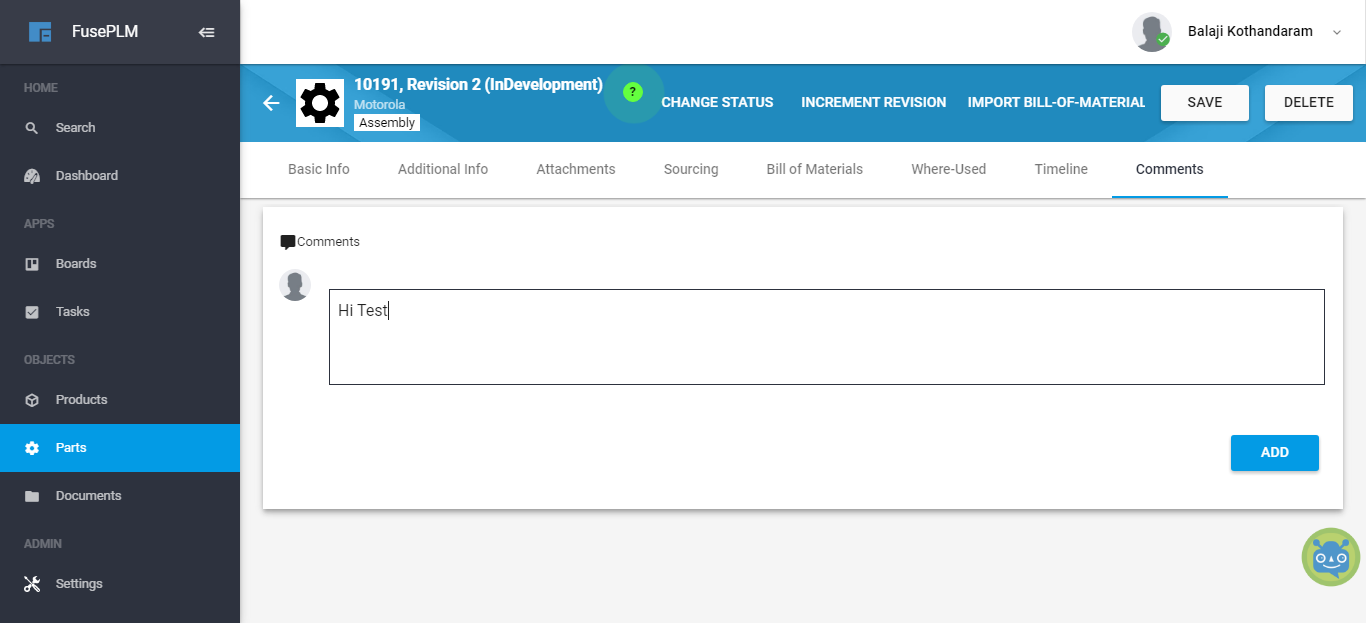 FusePLM
HOME
Search
Dashboard
APPS
Boards
Tasks
OBJECTS
Products
Parts
Documents
ADMIN
Settings
Balaji Kothandaram
10191, Revision 2 (InDevelopment)
Motorola
Assembly
?
CHANGE STATUS
INCREMENT REVISION
IMPORT BILL-OF-MATERIAL
SAVE
DELETE
Basic Info
Additional Info
Attachments
Sourcing
Bill of Materials
Where-Used
Timeline
Comments
Comments
Hi Test
ADD